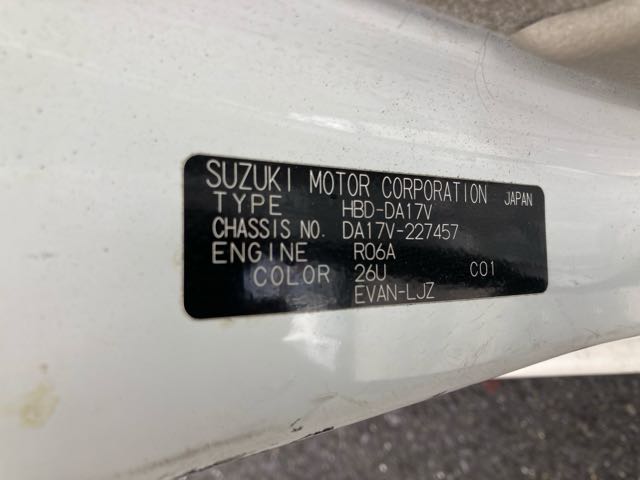 SUZUKI MOTOR CORPORATION JAPAN
TYPE HBD-DA17V
CHASSIS NO. DA17V-227457
ENGINE R06A
COLOR 26U C01
EVAN-LJZ